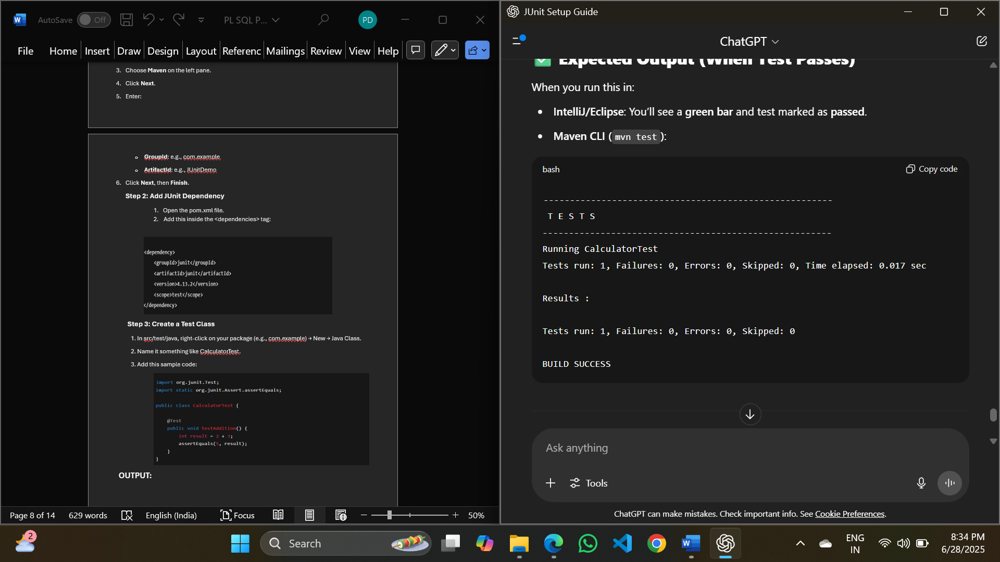 AutoSave Off PL SQL P... PD
File Home Insert Draw Design Layout Referenc Mailings Review View Help
3. Choose Maven on the left pane.
4. Click Next.
5. Enter:
GroupId: e.g., com.example
ArtifactId: e.g., JUnitDemo
6. Click Next, then Finish.
Step 2: Add JUnit Dependency
1. Open the pom.xml file.
2. Add this inside the <dependencies> tag:
<dependency>
<groupId>junit</groupId>
<artifactId>junit</artifactId>
<version>4.13.2</version>
<scope>test</scope>
</dependency>
Step 3: Create a Test Class
1. In src/test/java, right-click on your package (e.g., com.example) → New → Java Class.
2. Name it something like CalculatorTest.
3. Add this sample code:
import org.junit.Test;
import static org.junit.Assert.assertEquals;
public class CalculatorTest {
@Test
public void testAddition() {
int result = 2 + 3;
assertEquals(5, result);
}
}
OUTPUT:
Page 8 of 14 629 words English (India) Focus 50%
JUnit Setup Guide
ChatGPT
Expected Output (When Test Passes)
When you run this in:
• IntelliJ/Eclipse: You’ll see a green bar and test marked as passed.
• Maven CLI ( mvn test ):
bash Copy code
-------------------------------------------------------
T E S T S
-------------------------------------------------------
Running CalculatorTest
Tests run: 1, Failures: 0, Errors: 0, Skipped: 0, Time elapsed: 0.017 sec
Results :
Tests run: 1, Failures: 0, Errors: 0, Skipped: 0
BUILD SUCCESS
Ask anything
Tools
ChatGPT can make mistakes. Check important info. See Cookie Preferences.
2 Search ENG 8:34 PM
IN 6/28/2025